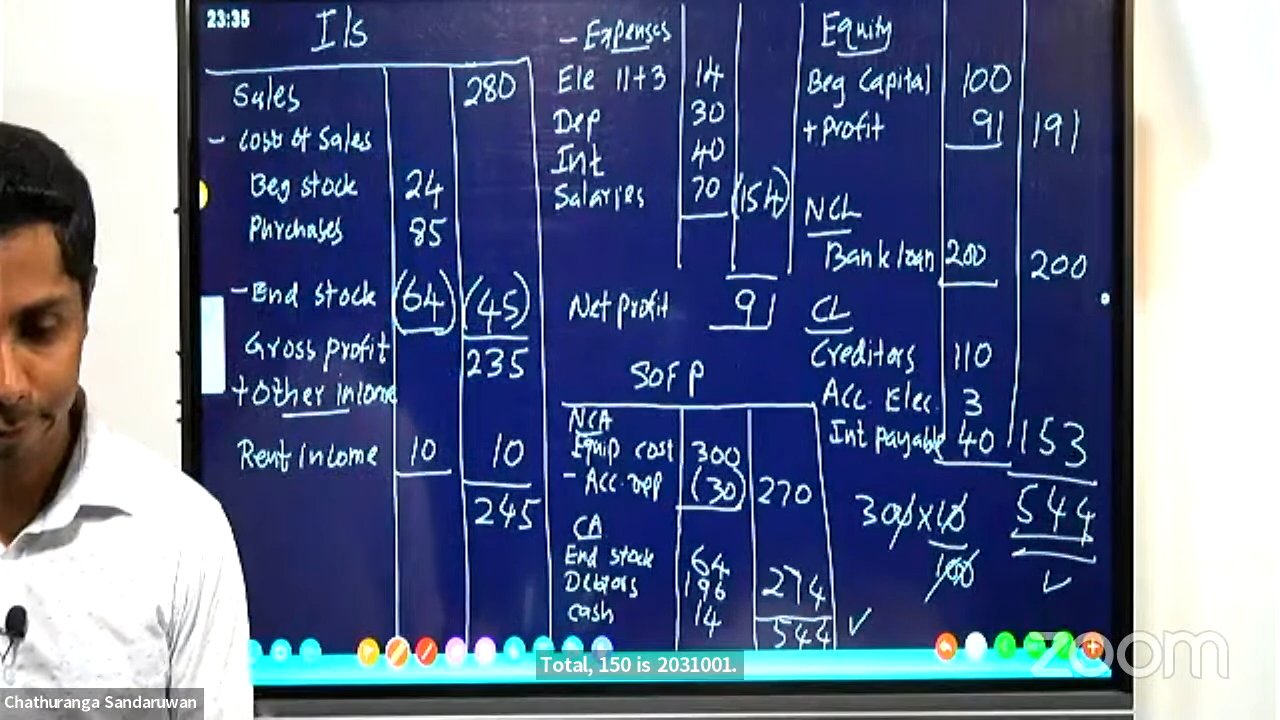 23:35
I/s
Sales 280
- Cost of Sales
Beg stock 24
Purchases 85
- End stock (64) (45)
Gross profit 235
+ Other income
Rent income 10 10
245
- Expenses
Ele 11+3 14
Dep 30
Int 40
Salaries 70 (154)
Net profit 91
SOFP
NCA
Equip cost 300
- Acc. Dep (30) 270
CA
End stock 64
Debtors 196 274
Cash 14 544 ✓
Equity
Beg Capital 100
+ Profit 91 191
NCL
Bank loan 200 200
CL
Creditors 110
Acc. Elec. 3
Int payable 40 153
300x10 544
100 ✓
zoom
Total, 150 is 2031001.
Chathuranga Sandaruwan